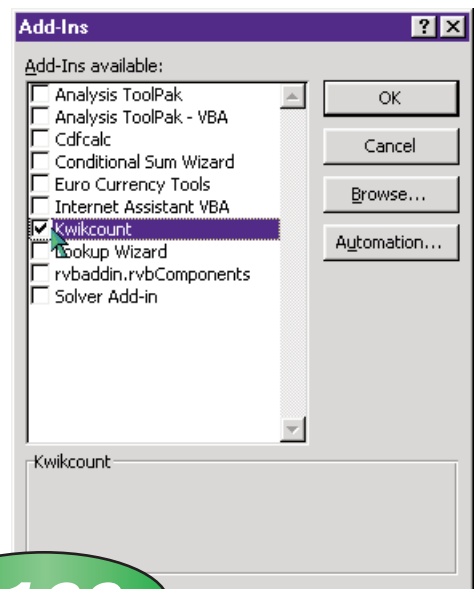 Add-Ins
Add-Ins available:
Analysis ToolPak
Analysis ToolPak - VBA
Cdfcalc
Conditional Sum Wizard
Euro Currency Tools
Internet Assistant VBA
Kwikcount
Lookup Wizard
rvbaddin.rvbComponents
Solver Add-in
OK
Cancel
Browse...
Automation...
Kwikcount